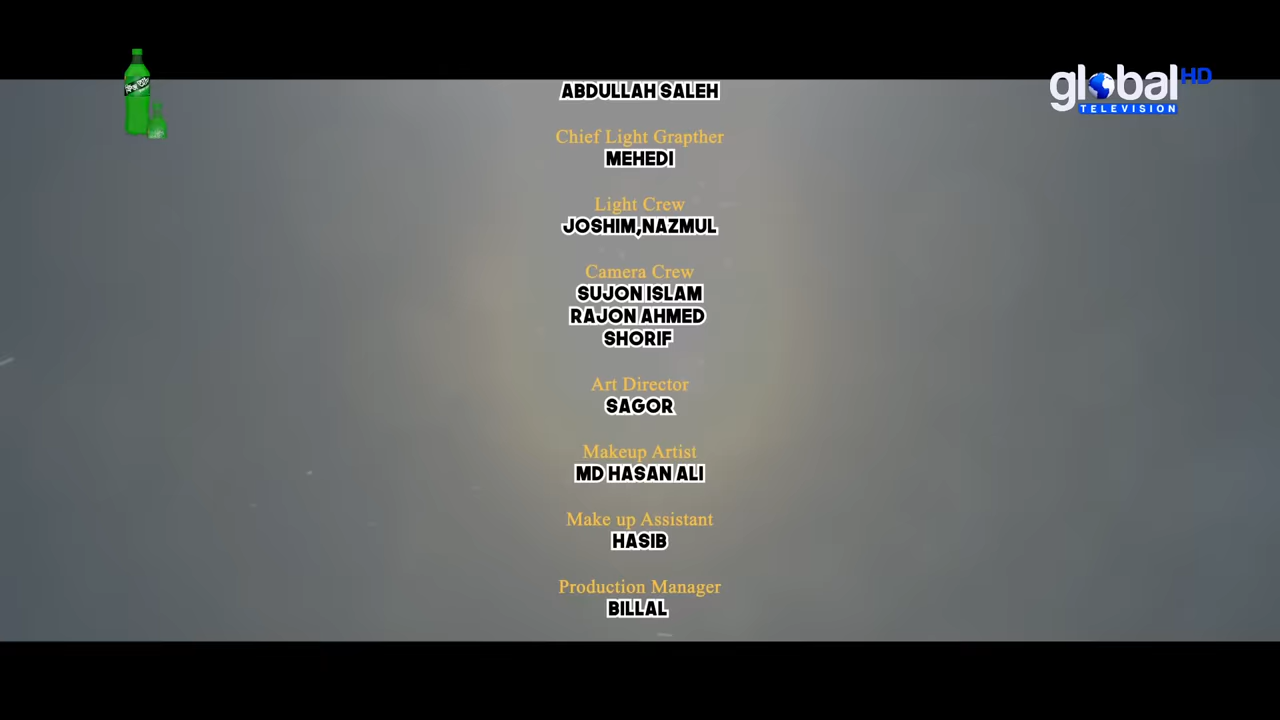 global HD
TELEVISION
ABDULLAH SALEH
Chief Light Grapther
MEHEDI
Light Crew
JOSHIM,NAZMUL
Camera Crew
SUJON ISLAM
RAJON AHMED
SHORIF
Art Director
SAGOR
Makeup Artist
MD HASAN ALI
Make up Assistant
HASIB
Production Manager
BILLAL